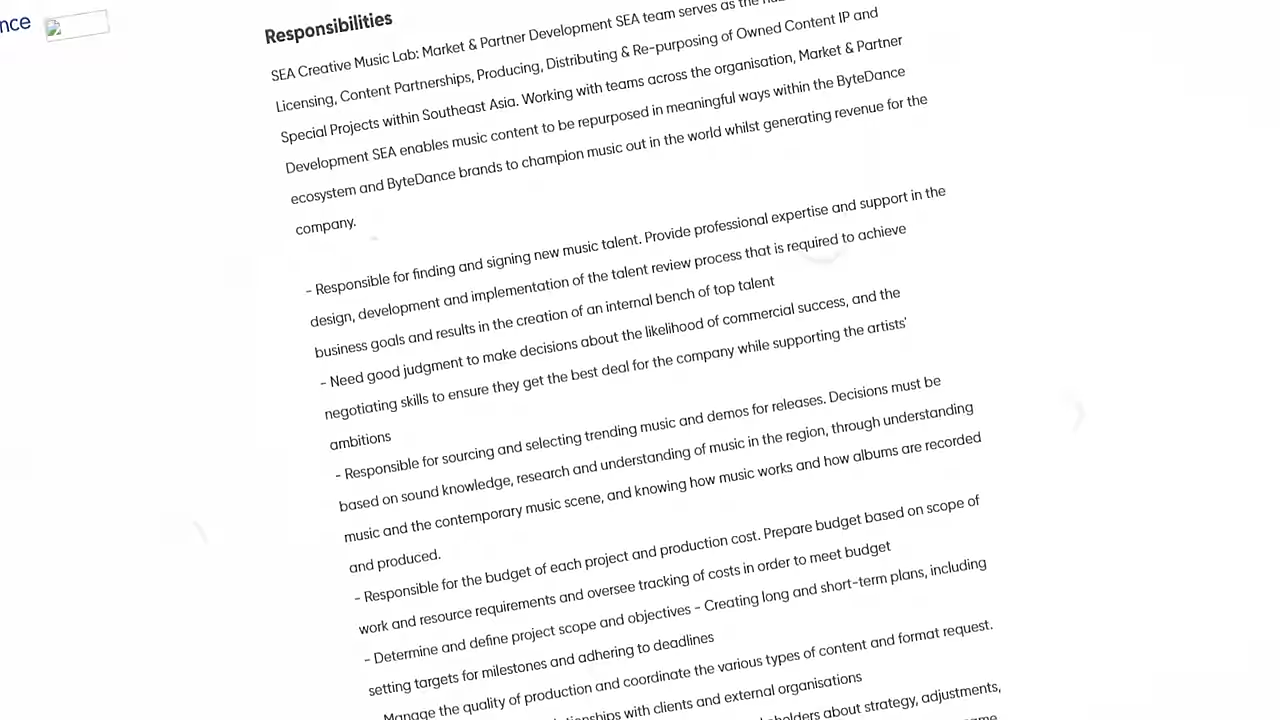 nce
Responsibilities
SEA Creative Music Lab: Market & Partner Development SEA team serves as the
Licensing, Content Partnerships, Producing, Distributing & Re-purposing of Owned Content IP and
Special Projects within Southeast Asia. Working with teams across the organisation, Market & Partner
Development SEA enables music content to be repurposed in meaningful ways within the ByteDance
ecosystem and ByteDance brands to champion music out in the world whilst generating revenue for the
company.
- Responsible for finding and signing new music talent. Provide professional expertise and support in the
design, development and implementation of the talent review process that is required to achieve
business goals and results in the creation of an internal bench of top talent
- Need good judgment to make decisions about the likelihood of commercial success, and the
negotiating skills to ensure they get the best deal for the company while supporting the artists'
ambitions
- Responsible for sourcing and selecting trending music and demos for releases. Decisions must be
based on sound knowledge, research and understanding of music in the region, through understanding
music and the contemporary music scene, and knowing how music works and how albums are recorded
and produced.
- Responsible for the budget of each project and production cost. Prepare budget based on scope of
work and resource requirements and oversee tracking of costs in order to meet budget
- Determine and define project scope and objectives - Creating long and short-term plans, including
setting targets for milestones and adhering to deadlines
Manage the quality of production and coordinate the various types of content and format request.
with clients and external organisations
about strategy, adjustments,